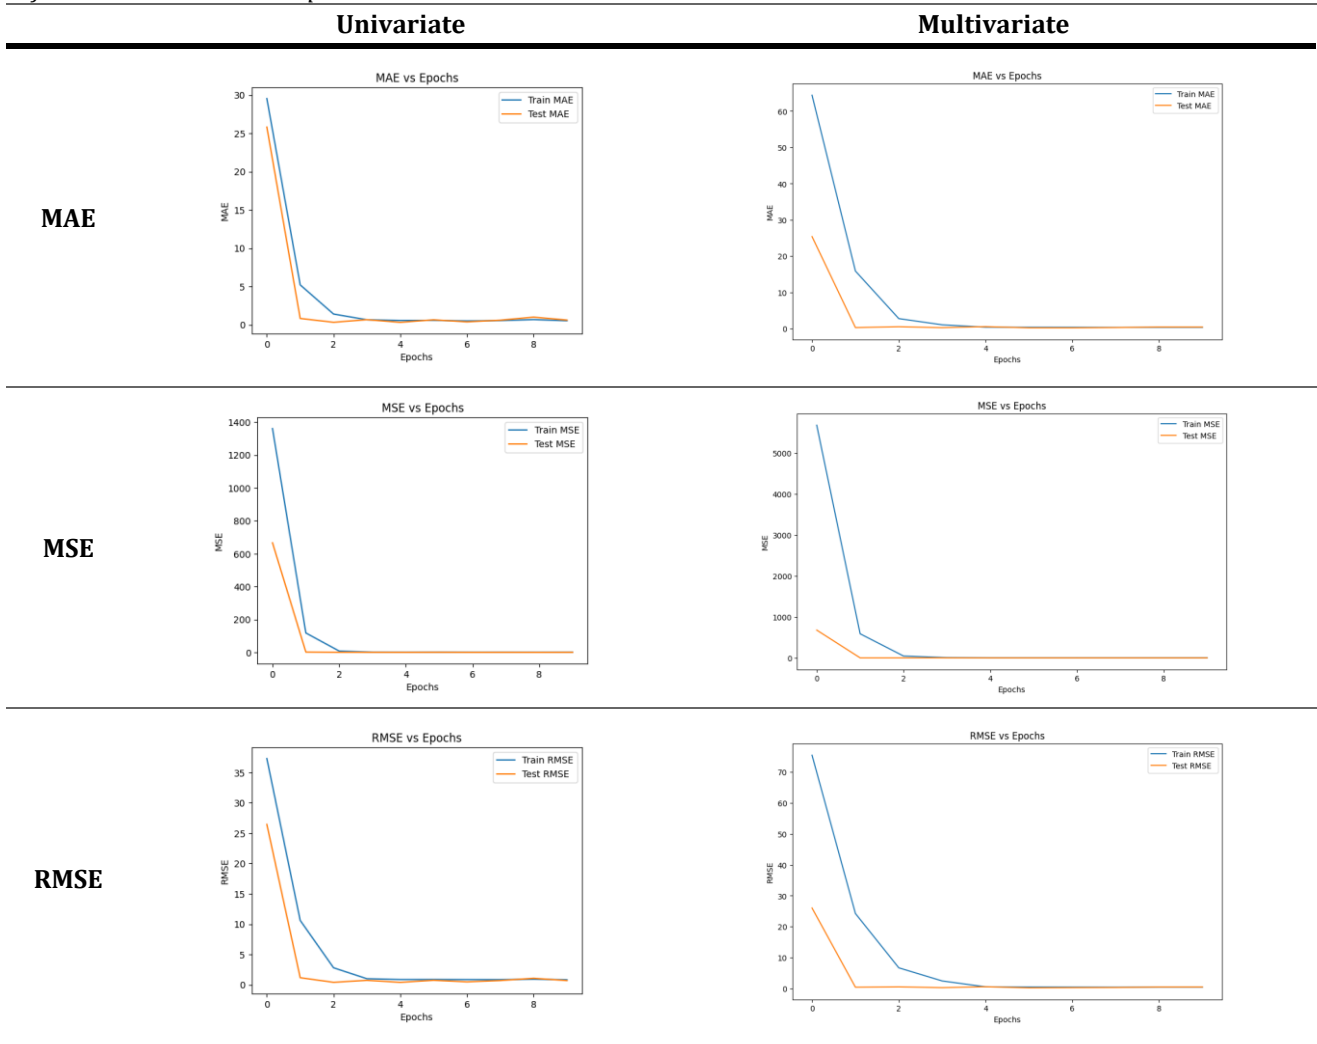 Univariate Multivariate
MAE
MAE vs Epochs
Train MAE
Test MAE
30
25
20
15
10
5
0
MAE
0 2 4 6 8
Epochs
MAE vs Epochs
Train MAE
Test MAE
60
50
40
30
20
10
0
MAE
0 2 4 6 8
Epochs
MSE
MSE vs Epochs
Train MSE
Test MSE
1400
1200
1000
800
600
400
200
0
MSE
0 2 4 6 8
Epochs
MSE vs Epochs
Train MSE
Test MSE
5000
4000
3000
2000
1000
0
MSE
0 2 4 6 8
Epochs
RMSE
RMSE vs Epochs
Train RMSE
Test RMSE
35
30
25
20
15
10
5
0
RMSE
0 2 4 6 8
Epochs
RMSE vs Epochs
Train RMSE
Test RMSE
70
60
50
40
30
20
10
0
RMSE
0 2 4 6 8
Epochs